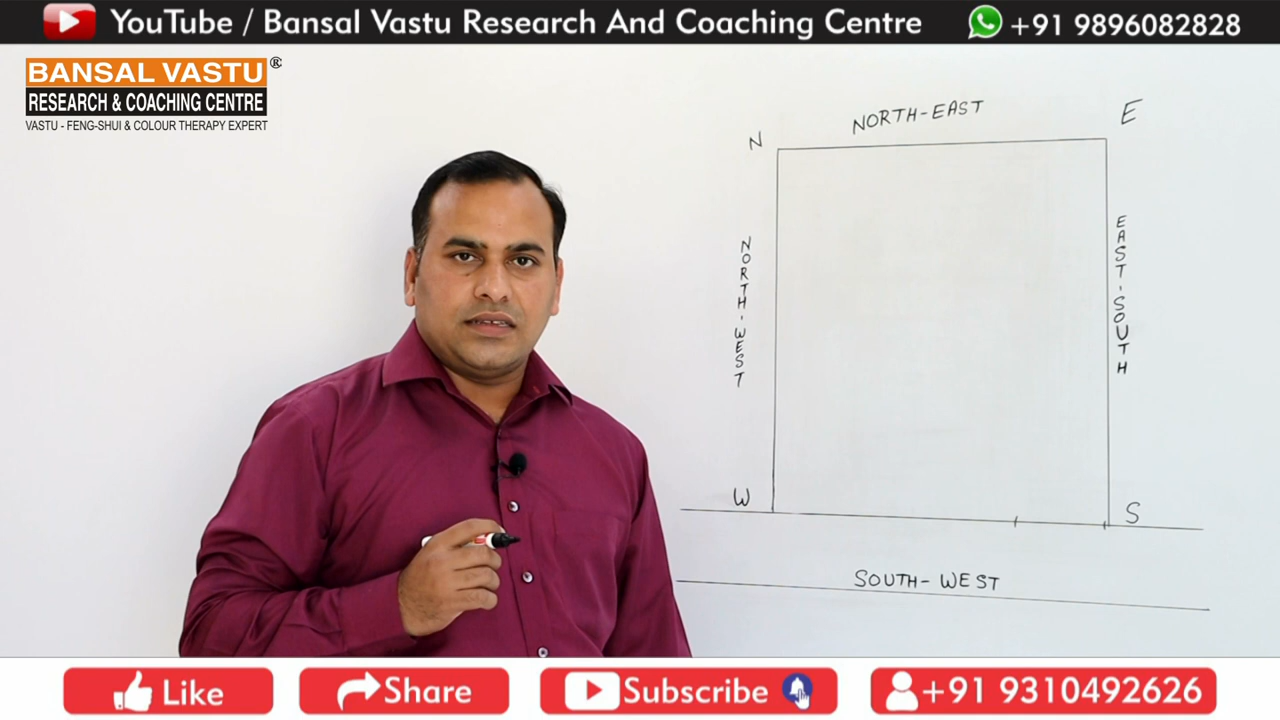 YouTube / Bansal Vastu Research And Coaching Centre
+91 9896082828
BANSAL VASTU®
RESEARCH & COACHING CENTRE
VASTU - FENG-SHUI & COLOUR THERAPY EXPERT
NORTH-EAST
N
E
NORTH-WEST
EAST-SOUTH
W
S
SOUTH-WEST
Like
Share
Subscribe
+91 9310492626